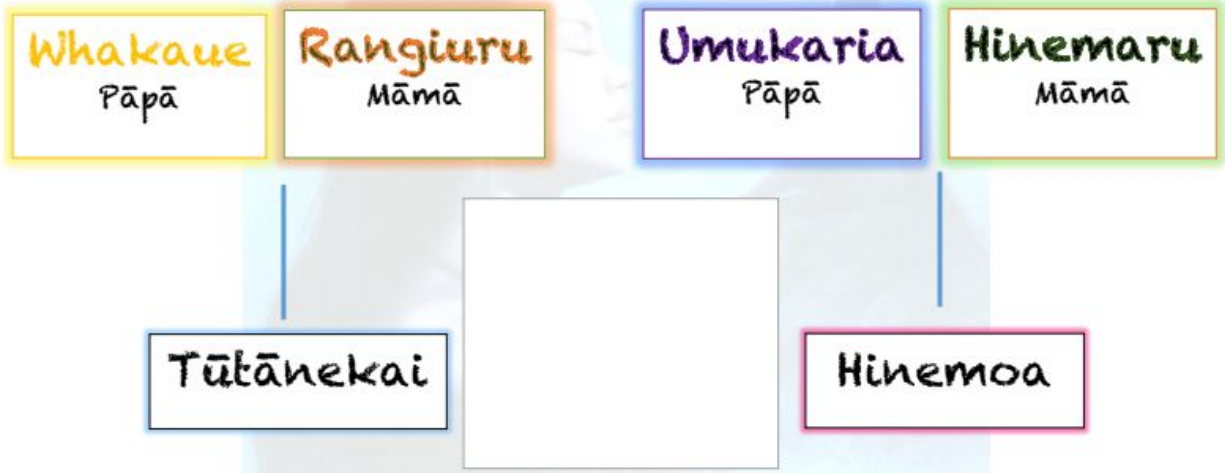 Whakaue
Pāpā
Rangiuru
Māmā
Umukaria
Pāpā
Hinemaru
Māmā
Tūtānekai
Hinemoa